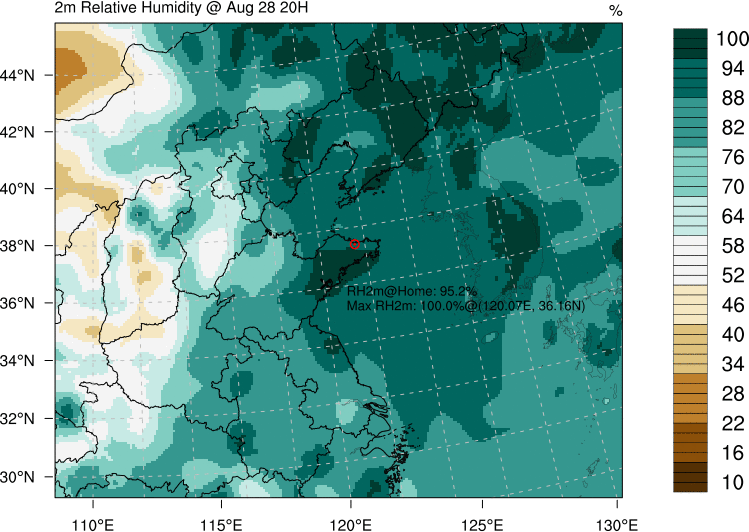 2m Relative Humidity @ Aug 28 20H
%
44°N
42°N
40°N
38°N
36°N
34°N
32°N
30°N
RH2m@Home: 95.2%
Max RH2m: 100.0%@(120.07E, 36.16N)
110°E
115°E
120°E
125°E
130°E
100
94
88
82
76
70
64
58
52
46
40
34
28
22
16
10